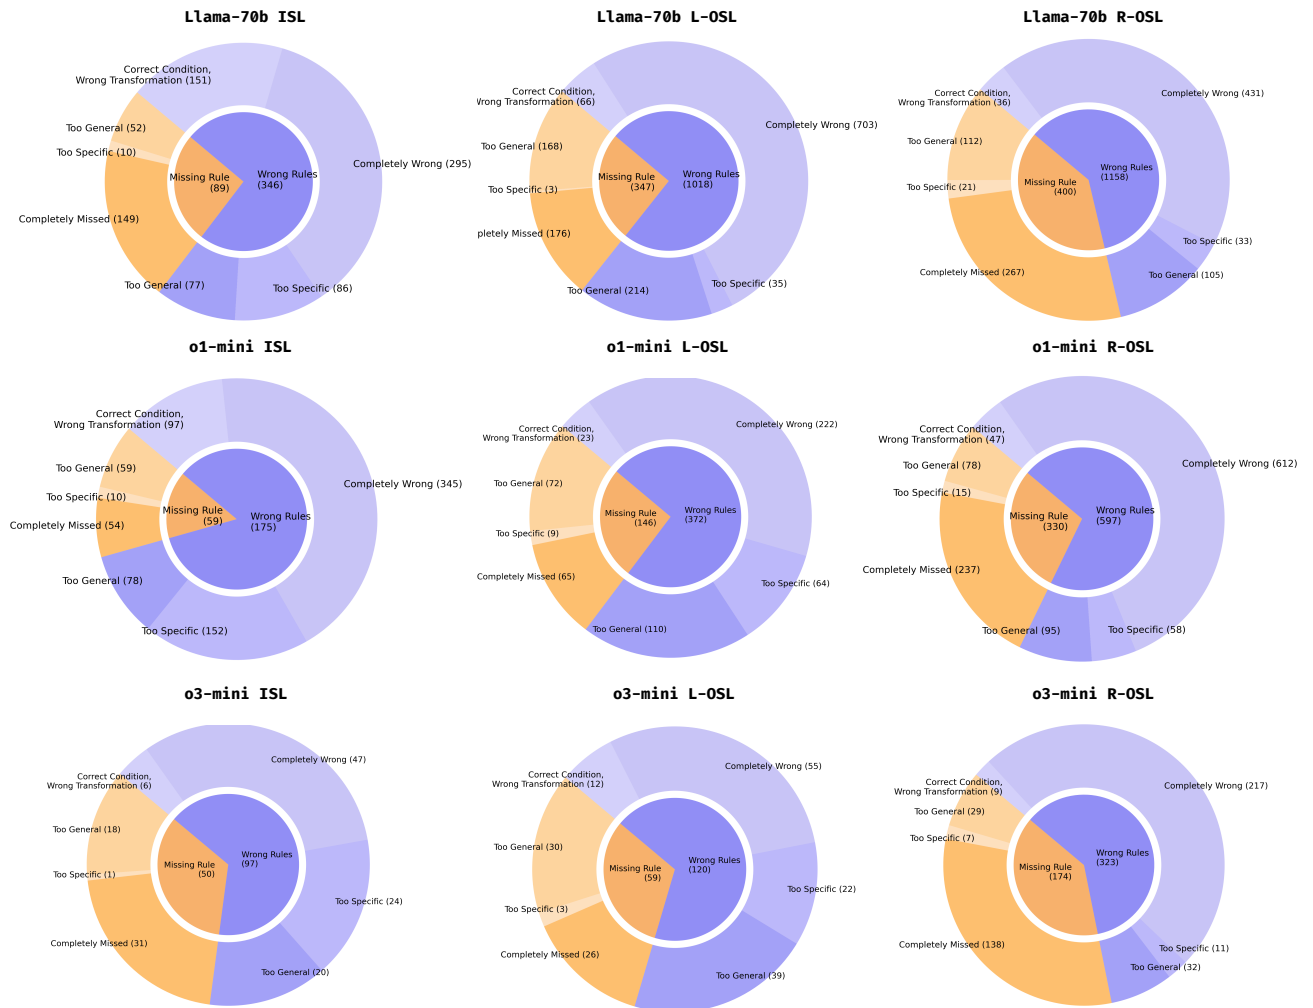 Llama-70b ISL
Correct Condition,
Wrong Transformation (151)
Too General (52)
Too Specific (10)
Completely Missed (149)
Too General (77)
Too Specific (86)
Completely Wrong (295)
Missing Rule
(89)
Wrong Rules
(346)
Llama-70b L-OSL
Correct Condition,
Wrong Transformation (66)
Too General (168)
Too Specific (3)
pletely Missed (176)
Too General (214)
Too Specific (35)
Completely Wrong (703)
Missing Rule
(347)
Wrong Rules
(1018)
Llama-70b R-OSL
Correct Condition,
Wrong Transformation (36)
Too General (112)
Too Specific (21)
Completely Missed (267)
Too General (105)
Too Specific (33)
Completely Wrong (431)
Missing Rule
(400)
Wrong Rules
(1158)
o1-mini ISL
Correct Condition,
Wrong Transformation (97)
Too General (59)
Too Specific (10)
Completely Missed (54)
Too General (78)
Too Specific (152)
Completely Wrong (345)
Missing Rule
(59)
Wrong Rules
(175)
o1-mini L-OSL
Correct Condition,
Wrong Transformation (23)
Too General (72)
Too Specific (9)
Completely Missed (65)
Too General (110)
Too Specific (64)
Completely Wrong (222)
Missing Rule
(146)
Wrong Rules
(372)
o1-mini R-OSL
Correct Condition,
Wrong Transformation (47)
Too General (78)
Too Specific (15)
Completely Missed (237)
Too General (95)
Too Specific (58)
Completely Wrong (612)
Missing Rule
(330)
Wrong Rules
(597)
o3-mini ISL
Correct Condition,
Wrong Transformation (6)
Too General (18)
Too Specific (1)
Completely Missed (31)
Too General (20)
Too Specific (24)
Completely Wrong (47)
Missing Rule
(50)
Wrong Rules
(97)
o3-mini L-OSL
Correct Condition,
Wrong Transformation (12)
Too General (30)
Too Specific (3)
Completely Missed (26)
Too General (39)
Too Specific (22)
Completely Wrong (55)
Missing Rule
(59)
Wrong Rules
(120)
o3-mini R-OSL
Correct Condition,
Wrong Transformation (9)
Too General (29)
Too Specific (7)
Completely Missed (138)
Too General (32)
Too Specific (11)
Completely Wrong (217)
Missing Rule
(174)
Wrong Rules
(323)